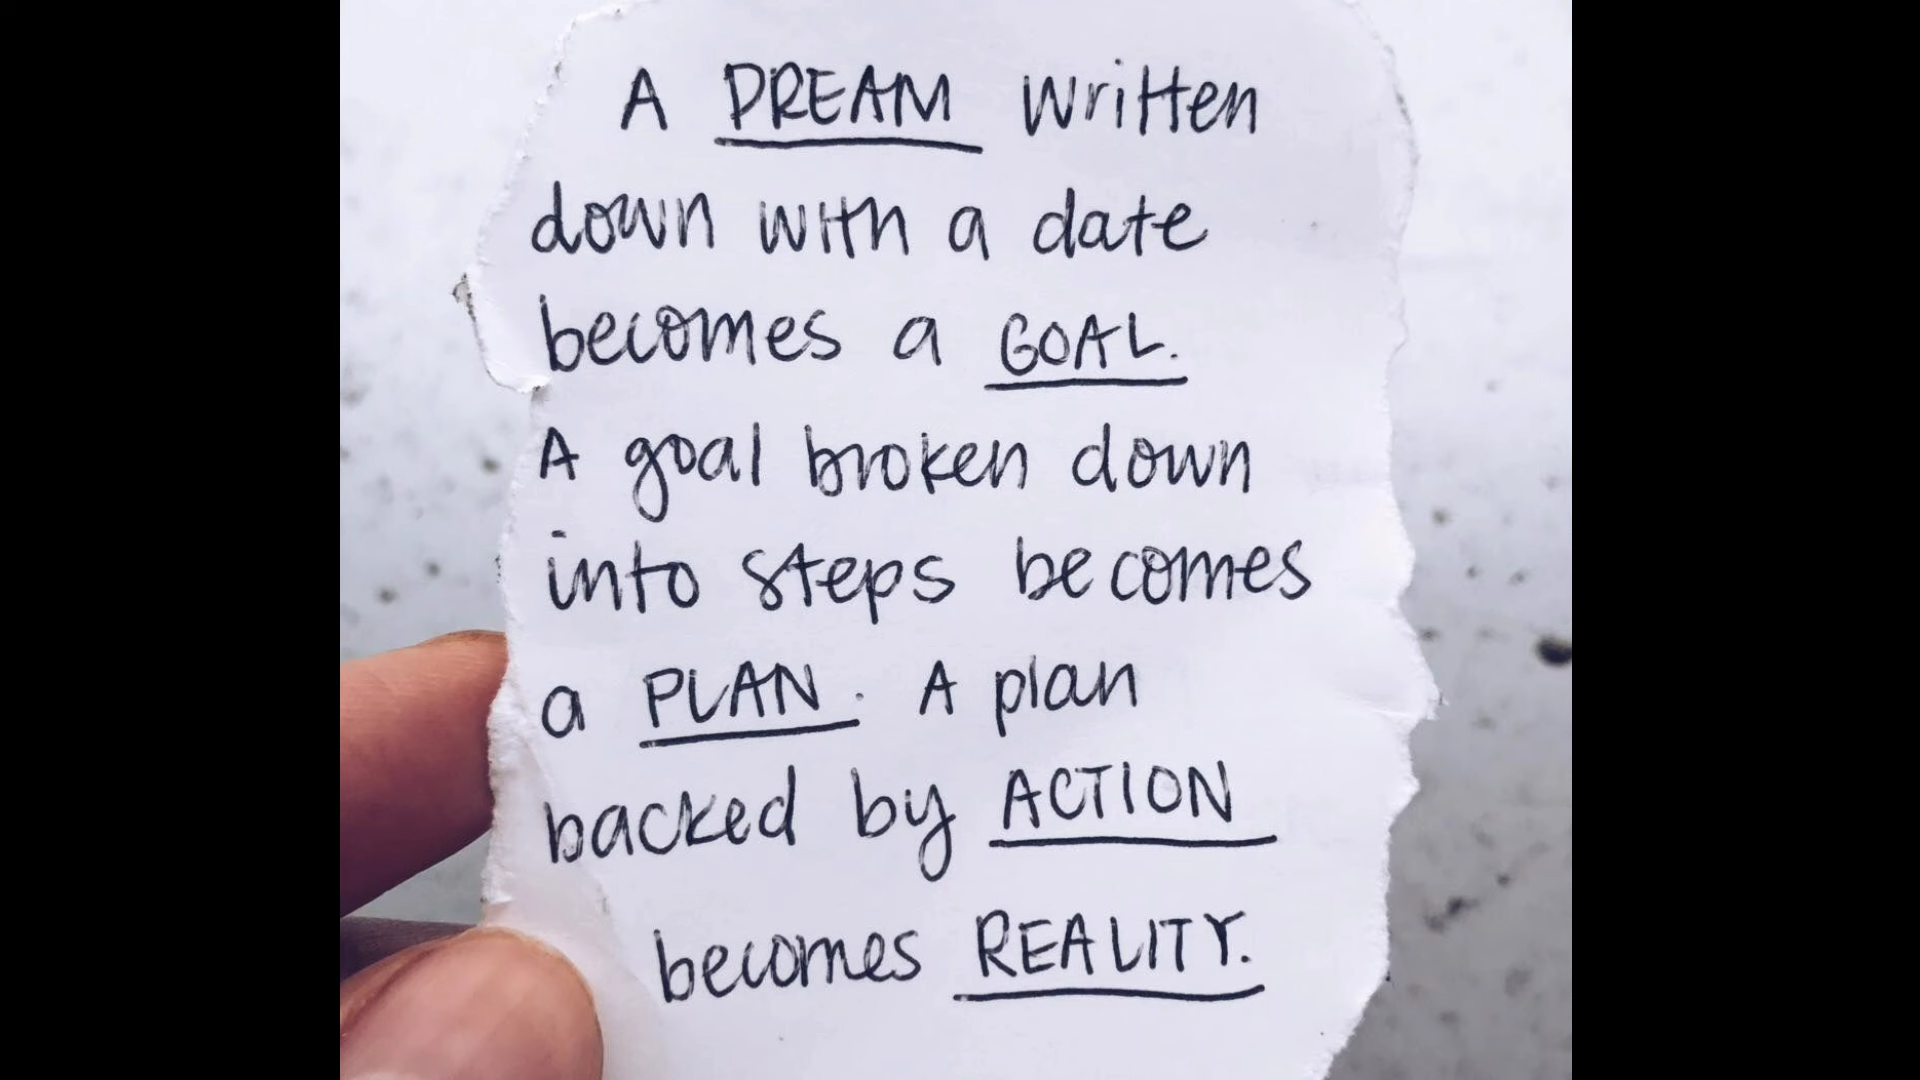 A DREAM written
down with a date
becomes a GOAL.
A goal broken down
into steps becomes
a PLAN. A plan
backed by ACTION
becomes REALITY.